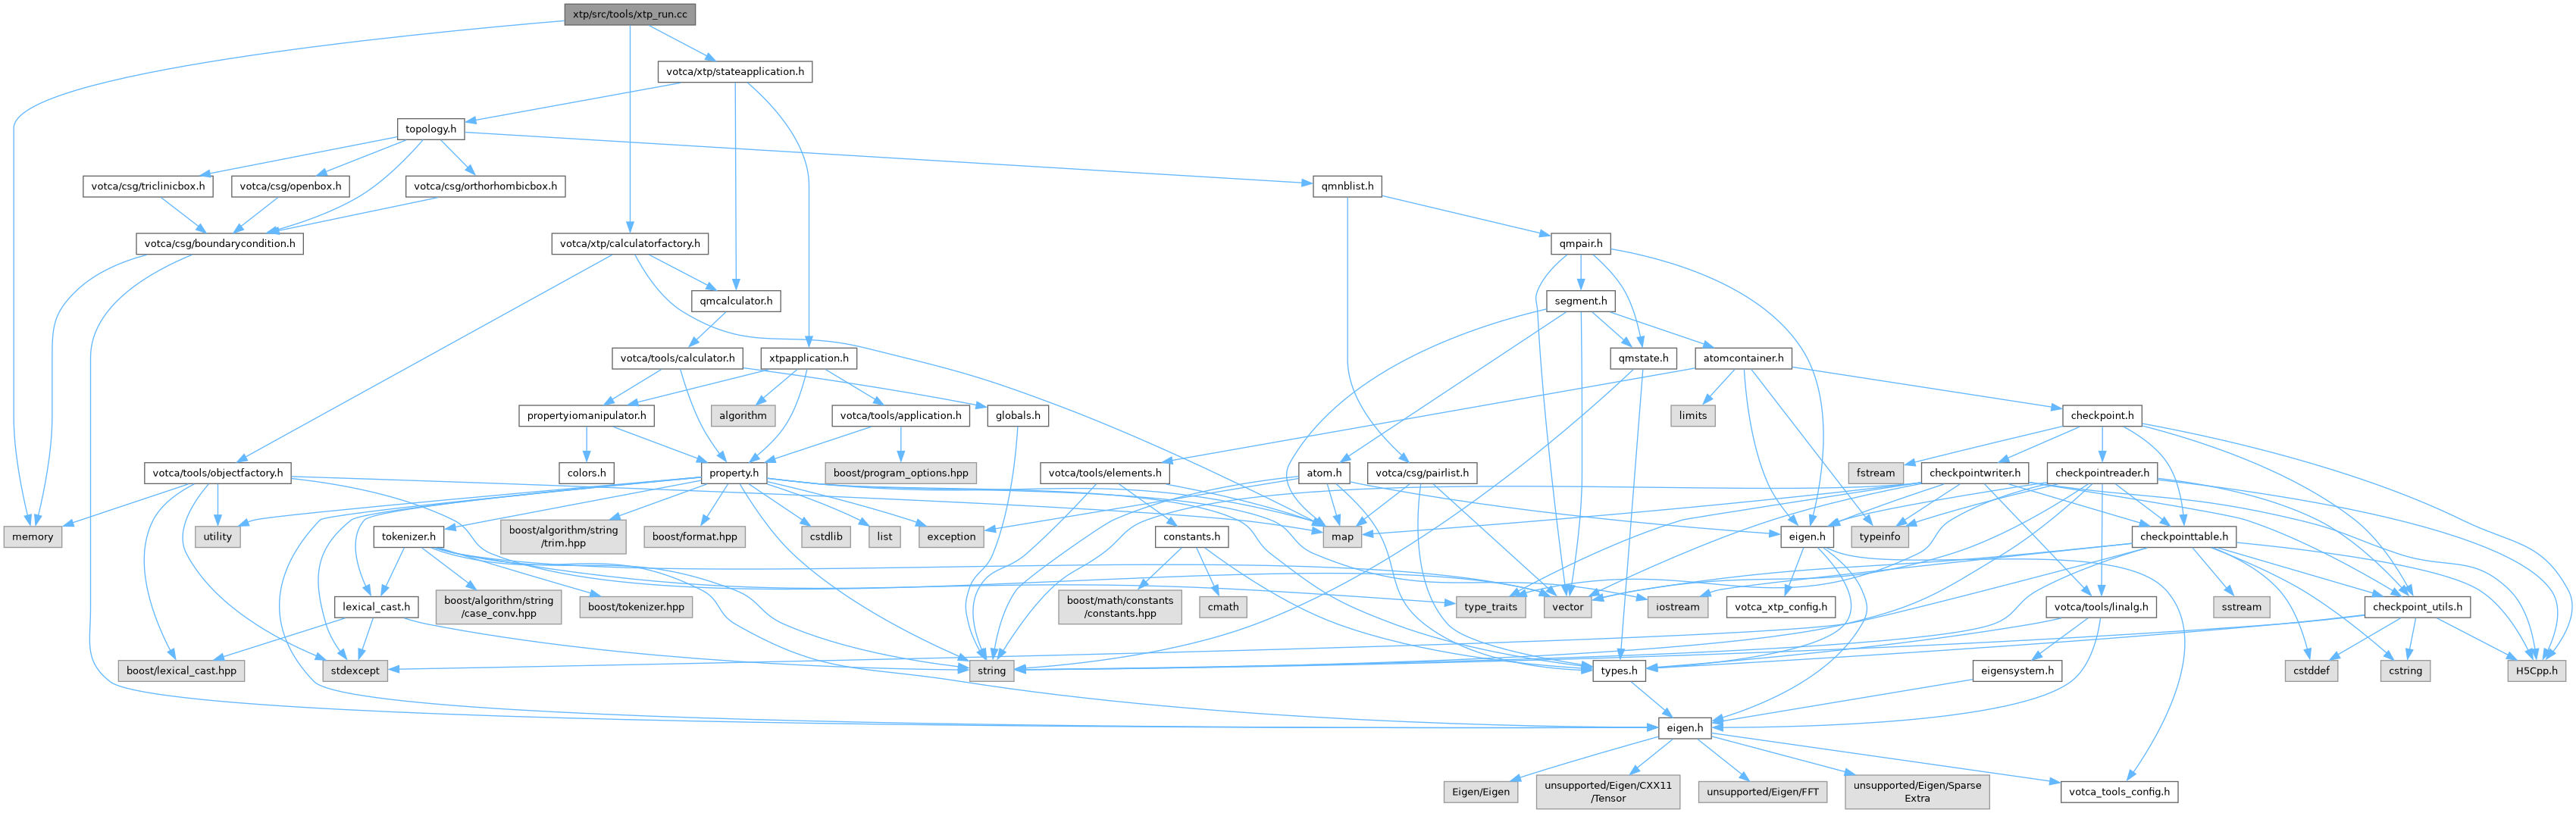 xtp/src/tools/xtp_run.cc
votca/xtp/stateapplication.h
topology.h
votca/csg/triclinicbox.h
votca/csg/openbox.h
votca/csg/orthorhombicbox.h
qmnblist.h
votca/csg/boundarycondition.h
votca/xtp/calculatorfactory.h
qmpair.h
qmcalculator.h
segment.h
votca/tools/calculator.h
xtpapplication.h
qmstate.h
atomcontainer.h
propertyiomanipulator.h
algorithm
votca/tools/application.h
globals.h
limits
checkpoint.h
votca/tools/objectfactory.h
colors.h
property.h
boost/program_options.hpp
votca/tools/elements.h
atom.h
votca/csg/pairlist.h
fstream
checkpointwriter.h
checkpointreader.h
memory
utility
tokenizer.h
boost/algorithm/string
/trim.hpp
boost/format.hpp
cstdlib
list
exception
constants.h
map
eigen.h
typeinfo
checkpointtable.h
lexical_cast.h
boost/algorithm/string
/case_conv.hpp
boost/tokenizer.hpp
type_traits
boost/math/constants
/constants.hpp
cmath
vector
iostream
votca_xtp_config.h
votca/tools/linalg.h
sstream
checkpoint_utils.h
boost/lexical_cast.hpp
stdexcept
string
types.h
eigensystem.h
cstddef
cstring
H5Cpp.h
eigen.h
Eigen/Eigen
unsupported/Eigen/CXX11
/Tensor
unsupported/Eigen/FFT
unsupported/Eigen/Sparse
Extra
votca_tools_config.h